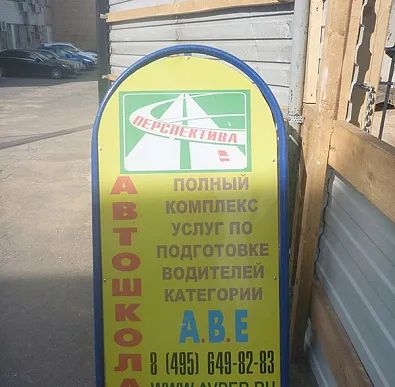 ПЕРСПЕКТИВА
АВТОШКОЛА
ПОЛНЫЙ
КОМПЛЕКС
УСЛУГ ПО
ПОДГОТОВКЕ
ВОДИТЕЛЕЙ
КАТЕГОРИИ
А.В.Е
8 (495) 649-82-83